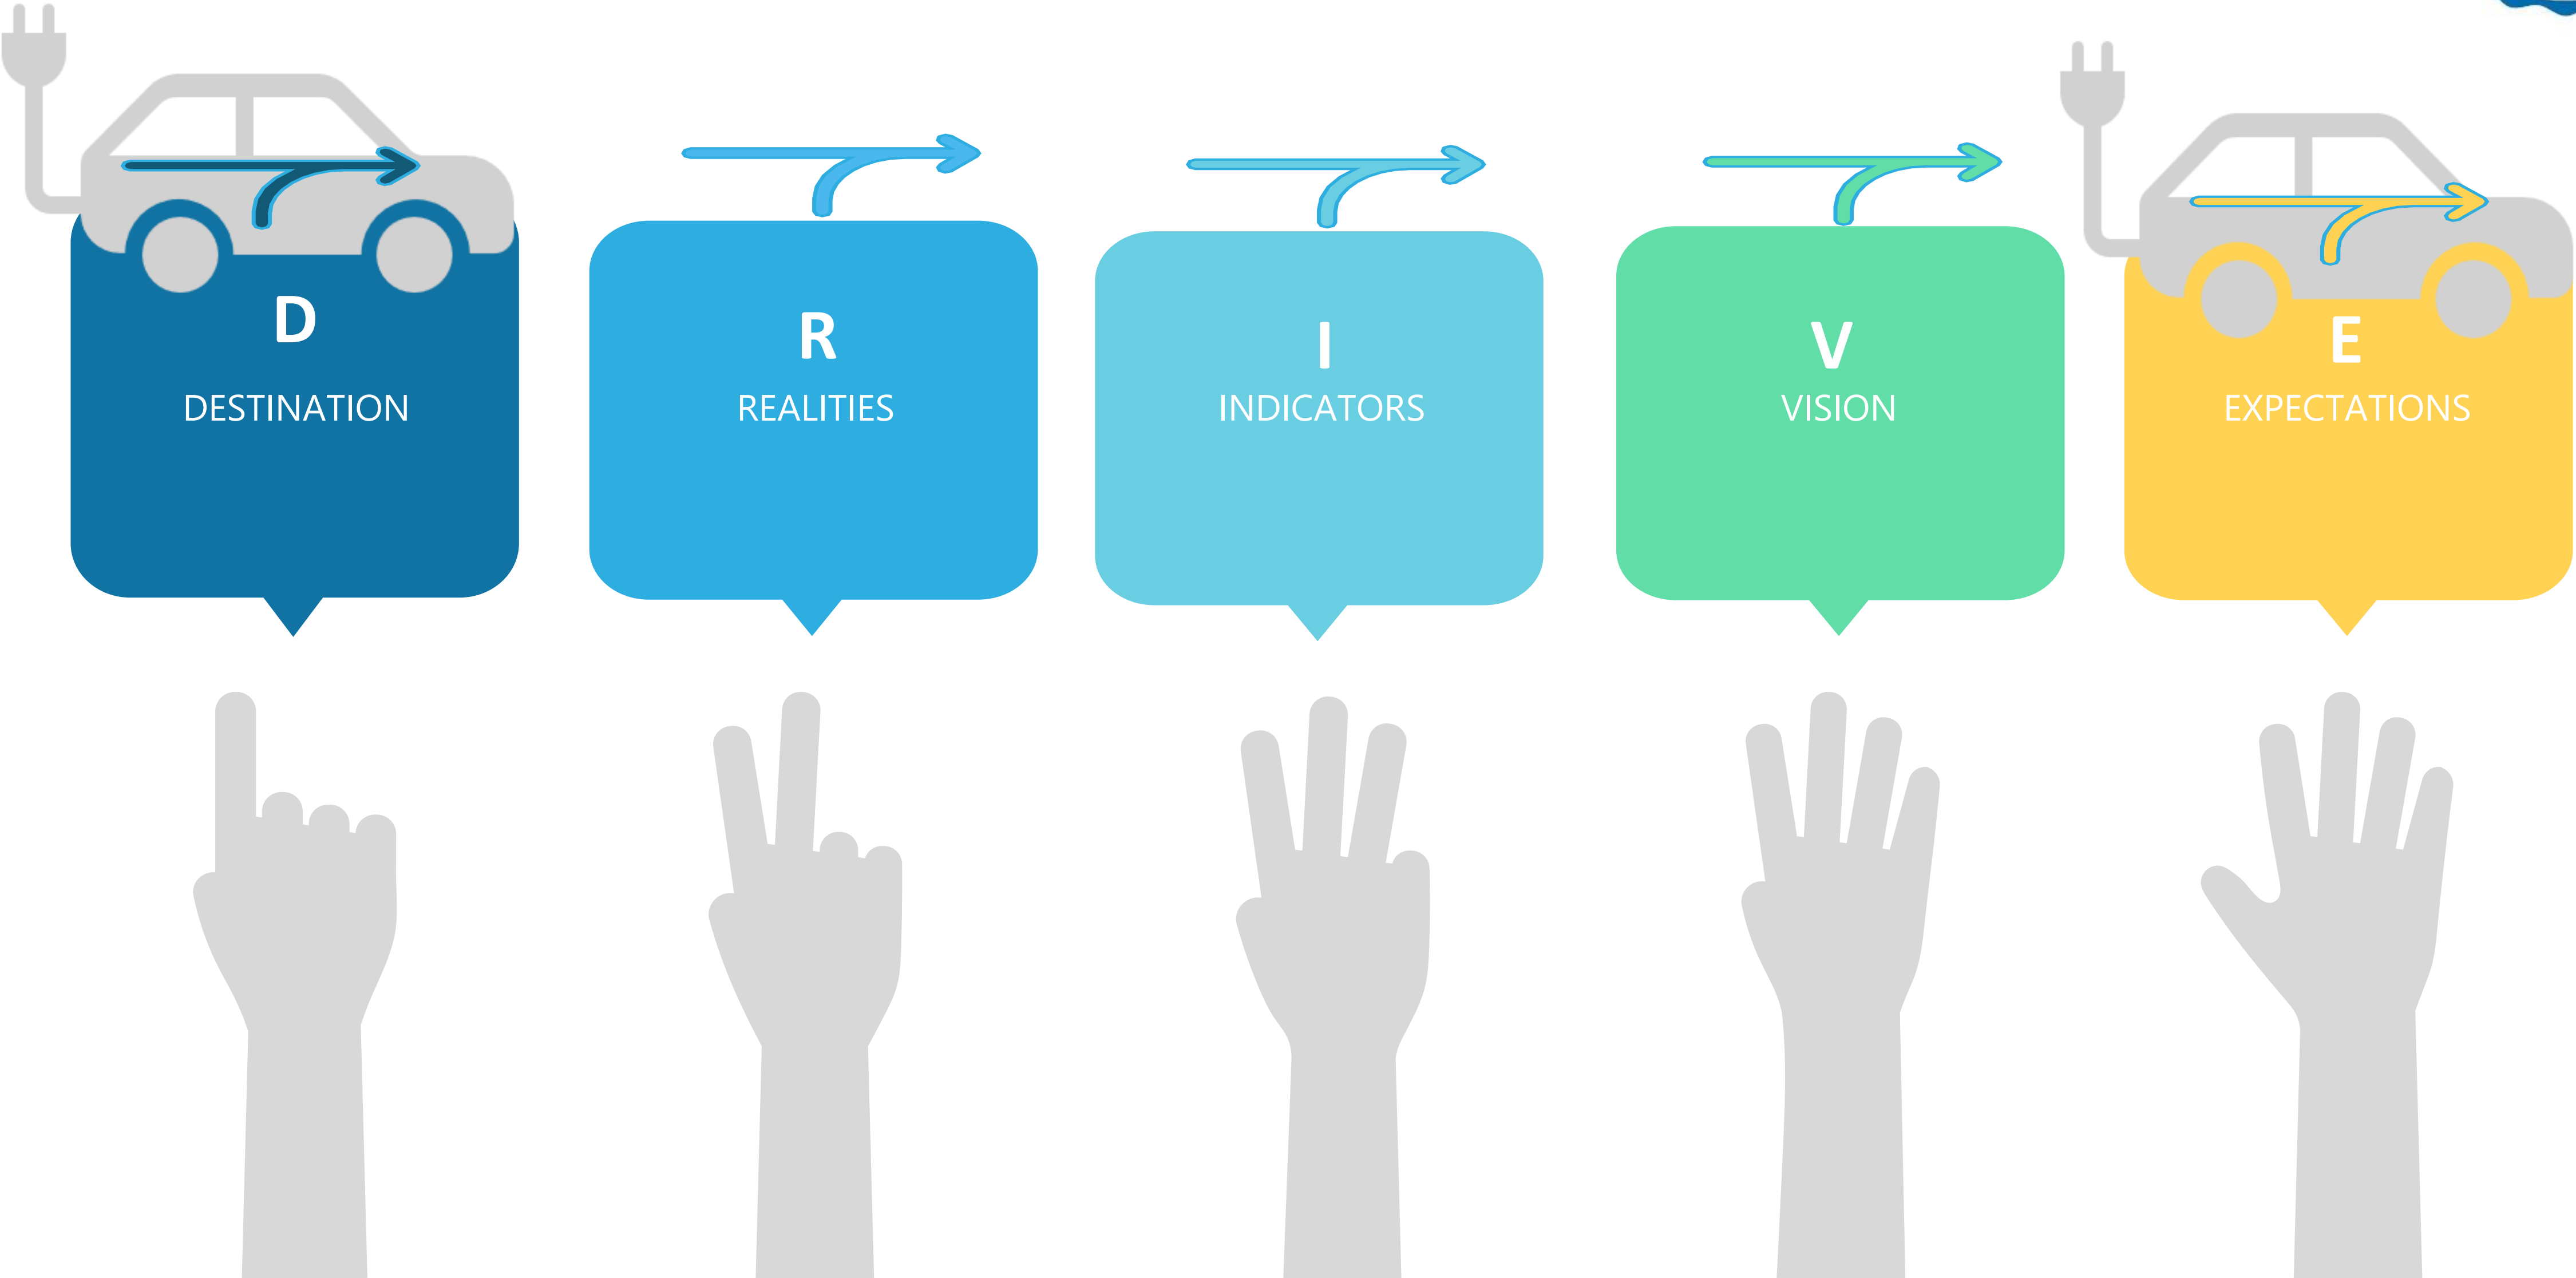 D
DESTINATION
R
REALITIES
I
INDICATORS
V
VISION
E
EXPECTATIONS